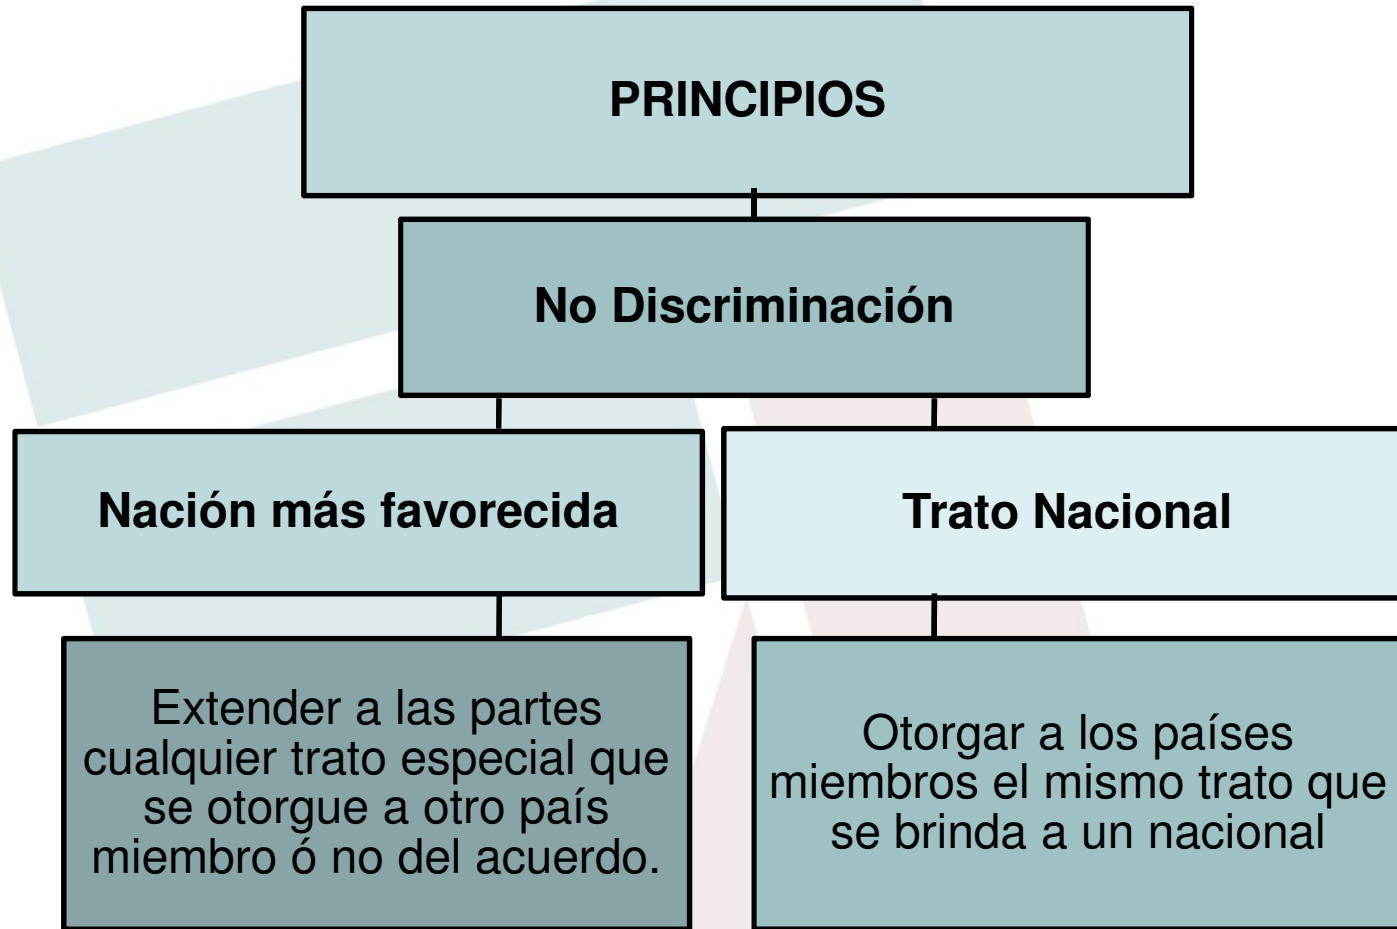 PRINCIPIOS
No Discriminación
Nación más favorecida
Trato Nacional
Extender a las partes
cualquier trato especial que
se otorgue a otro país
miembro ó no del acuerdo.
Otorgar a los países
miembros el mismo trato que
se brinda a un nacional